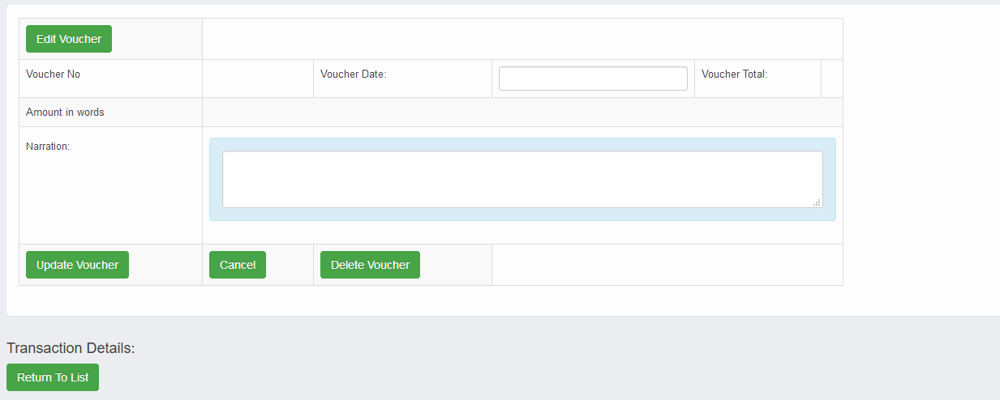 Edit Voucher
Voucher No Voucher Date: Voucher Total:
Amount in words
Narration:
Update Voucher Cancel Delete Voucher
Transaction Details:
Return To List